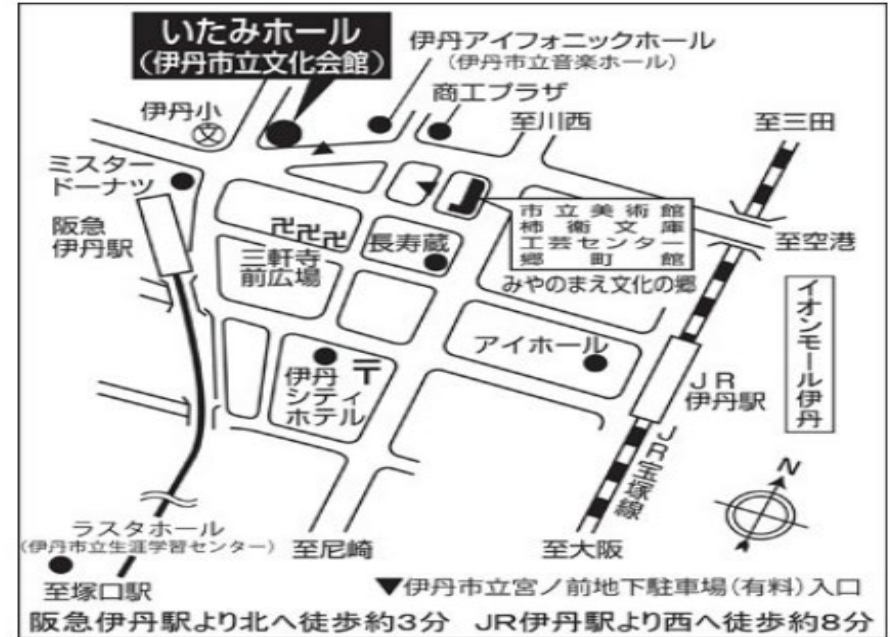 いたみホール
(伊丹市立文化会館)
伊丹アイフォニックホール
(伊丹市立音楽ホール)
商工プラザ
伊丹小
文
至川西
至三田
ミスター
ドーナツ
阪急
伊丹駅
卍卍卍
三軒寺
前広場
長寿蔵
市立美術館
柿衞文庫
工芸センター
郷町館
みやのまえ文化の郷
至空港
イオンモール伊丹
アイホール
JR
伊丹駅
伊丹
シティ
ホテル
〒
JR宝塚線
N
ラスタホール
(伊丹市立生涯学習センター)
至尼崎
至大阪
至塚口駅
▼伊丹市立宮ノ前地下駐車場(有料)入口
阪急伊丹駅より北へ徒歩約3分 JR伊丹駅より西へ徒歩約8分